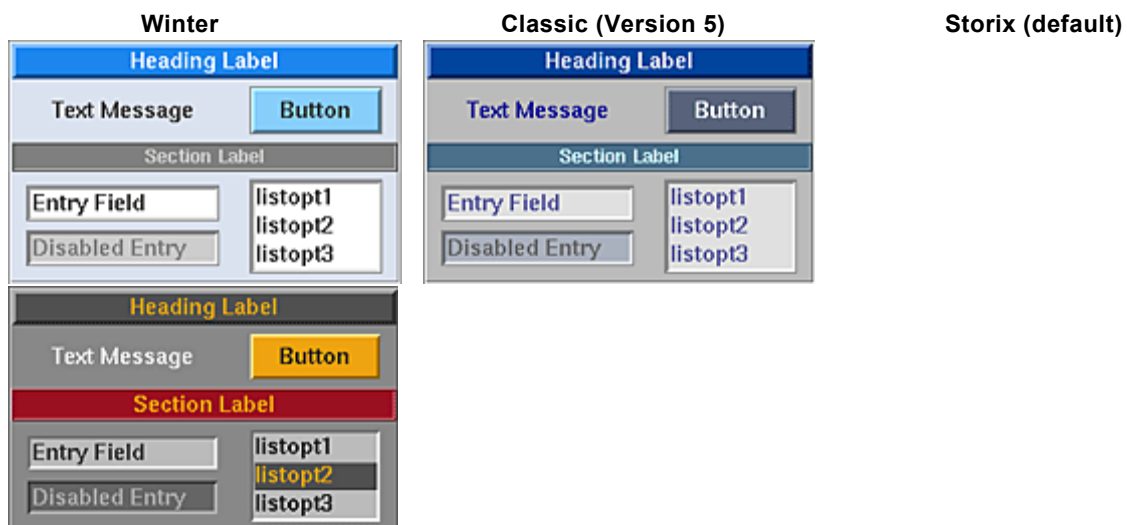 Winter Classic (Version 5) Storix (default)
Heading Label
Text Message Button
Section Label
Entry Field
Disabled Entry
listopt1
listopt2
listopt3
Heading Label
Text Message Button
Section Label
Entry Field
Disabled Entry
listopt1
listopt2
listopt3
Heading Label
Text Message Button
Section Label
Entry Field
Disabled Entry
listopt1
listopt2
listopt3